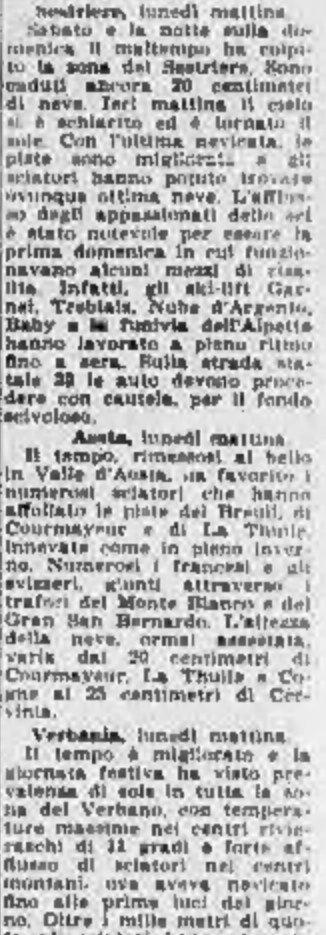 Sestriere, lunedì mattina
Sabato e la notte sulla do-
menica il maltempo ha colpi-
to la zona del Sestriere. Sono
caduti ancora 20 centimetri
di neve. Ieri mattina il cielo
si è schiarito ed è tornato il
sole. Con l'ultima nevicata, le
piste sono migliorate e gli
sciatori hanno potuto trovare
ovunque ottima neve. L'afflus-
so degli appassionati dello sci
è stato notevole per essere la
prima domenica in cui funzio-
navano alcuni mezzi di risa-
lita. Infatti, gli ski-lift Gar-
nel, Trebials, Nube d'Argento,
Baby e la funivia dell'Alpette
hanno lavorato a pieno ritmo
fino a sera. Sulla strada sta-
tale 23 le auto devono proce-
dere con cautela, per il fondo
scivoloso.
Aosta, lunedì mattina
Il tempo, rimessosi al bello
in Valle d'Aosta, ha favorito i
numerosi sciatori che hanno
affollato le piste del Breuil, di
Courmayeur e di La Thuile,
innevate come in pieno inver-
no. Numerosi i francesi e gli
svizzeri, giunti attraverso i
trafori del Monte Bianco e del
Gran San Bernardo. L'altezza
della neve, ormai assestata,
varia dai 20 centimetri di
Courmayeur, La Thuile e Co-
gne ai 25 centimetri di Cer-
vinia.
Verbania, lunedì mattina
Il tempo è migliorato e la
giornata festiva ha visto pre-
valenza di sole in tutta la zo-
na del Verbano, con tempera-
ture massime nei centri rivie-
raschi di 11 gradi e forte af-
flusso di sciatori nei centri
montani, ove aveva nevicato
fino alle prime luci del gior-
no. Oltre i mille metri di quo-